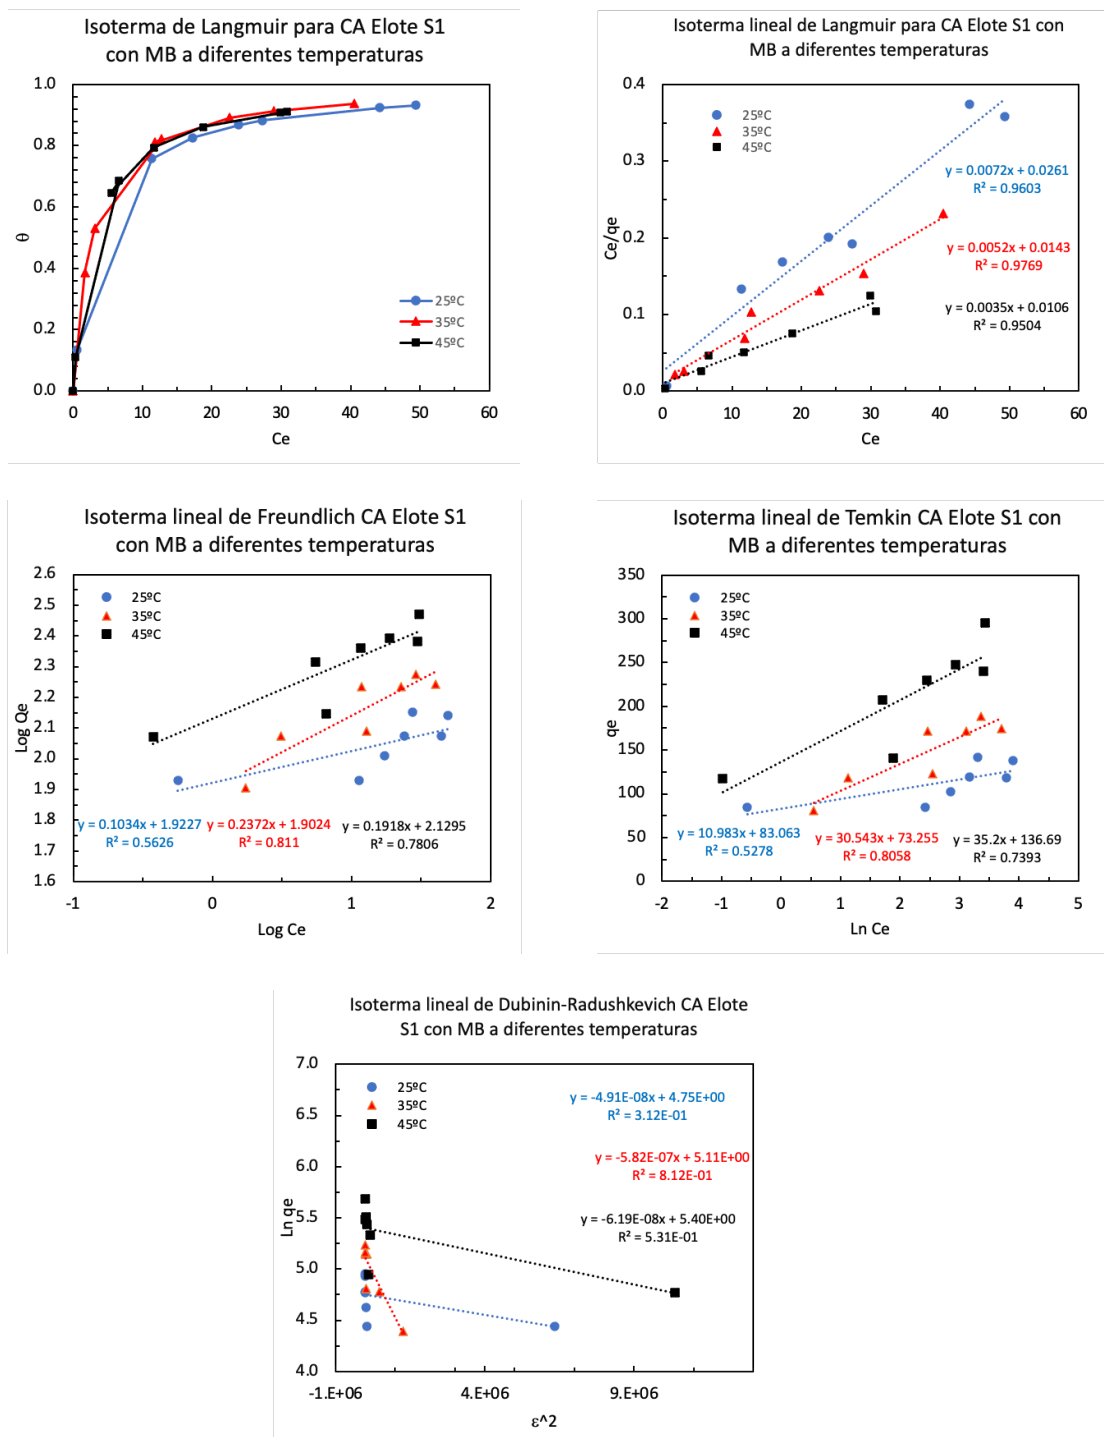 Isoterma de Langmuir para CA Elote S1
con MB a diferentes temperaturas
1.0
0.8
0.6
θ
0.4
0.2
0.0
25ºC
35ºC
45ºC
0 10 20 30 40 50 60
Ce
Isoterma lineal de Langmuir para CA Elote S1 con
MB a diferentes temperaturas
0.4
0.3
Ce/qe
0.2
0.1
0.0
25ºC
35ºC
45ºC
y = 0.0072x + 0.0261
R² = 0.9603
y = 0.0052x + 0.0143
R² = 0.9769
y = 0.0035x + 0.0106
R² = 0.9504
0 10 20 30 40 50 60
Ce
Isoterma lineal de Freundlich CA Elote S1
con MB a diferentes temperaturas
2.6
2.5
2.4
2.3
2.2
Log Qe
2.1
2.0
1.9
1.8
1.7
1.6
25ºC
35ºC
45ºC
y = 0.1034x + 1.9227
R² = 0.5626
y = 0.2372x + 1.9024
R² = 0.811
y = 0.1918x + 2.1295
R² = 0.7806
-1 0 1 2
Log Ce
Isoterma lineal de Temkin CA Elote S1 con
MB a diferentes temperaturas
350
300
250
200
qe
150
100
50
0
25ºC
35ºC
45ºC
y = 10.983x + 83.063
R² = 0.5278
y = 30.543x + 73.255
R² = 0.8058
y = 35.2x + 136.69
R² = 0.7393
-2 -1 0 1 2 3 4 5
Ln Ce
Isoterma lineal de Dubinin-Radushkevich CA Elote
S1 con MB a diferentes temperaturas
7.0
6.5
6.0
5.5
Ln qe
5.0
4.5
4.0
25ºC
35ºC
45ºC
y = -4.91E-08x + 4.75E+00
R² = 3.12E-01
y = -5.82E-07x + 5.11E+00
R² = 8.12E-01
y = -6.19E-08x + 5.40E+00
R² = 5.31E-01
-1.E+06 4.E+06 9.E+06
ε^2